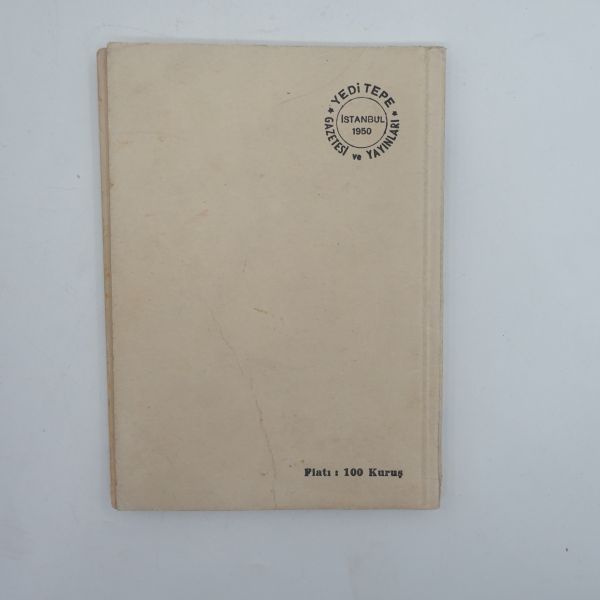 ★ YEDİ TEPE ★
GAZETESİ ve YAYINLARI
İSTANBUL
1950
Fiatı : 100 Kuruş